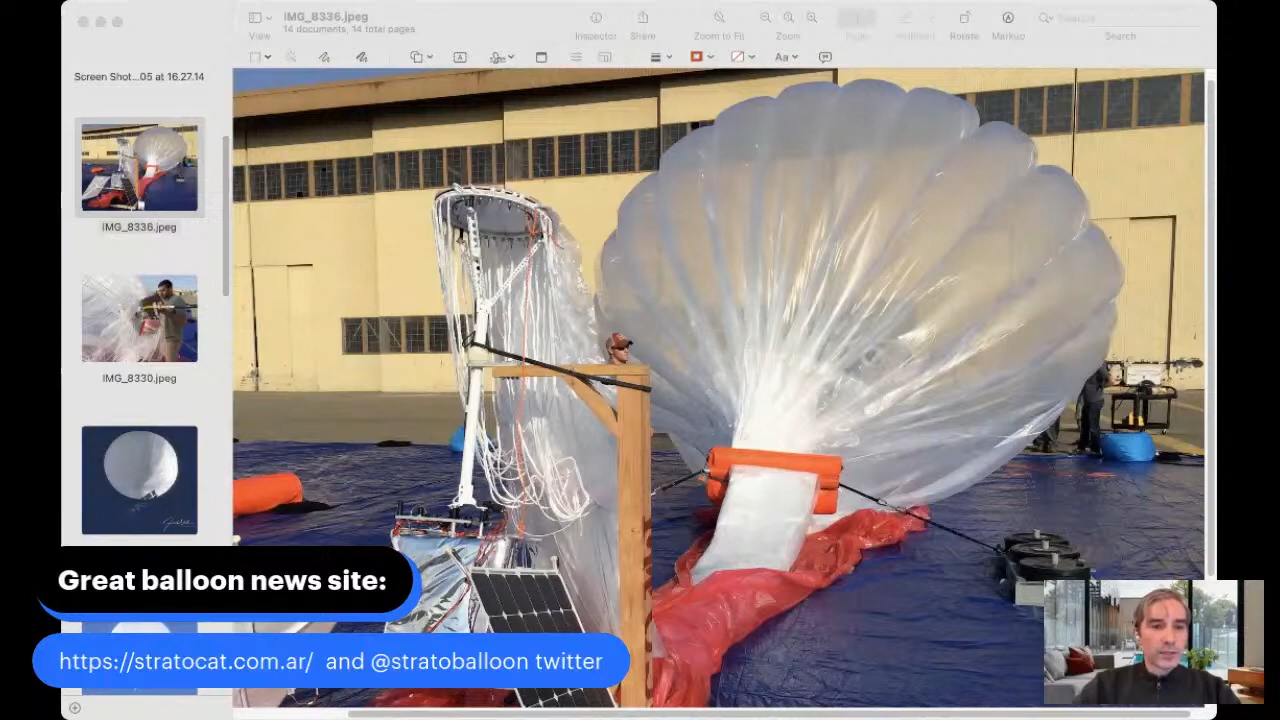 IMG_8336.jpeg
14 documents, 14 total pages
View
Inspector
Share
Zoom to Fit
Zoom
Rotate
Markup
Search
Search
Aa
Screen Shot...05 at 16.27.14
IMG_8336.jpeg
IMG_8330.jpeg
Great balloon news site:
https://stratocat.com.ar/ and @stratoballoon twitter